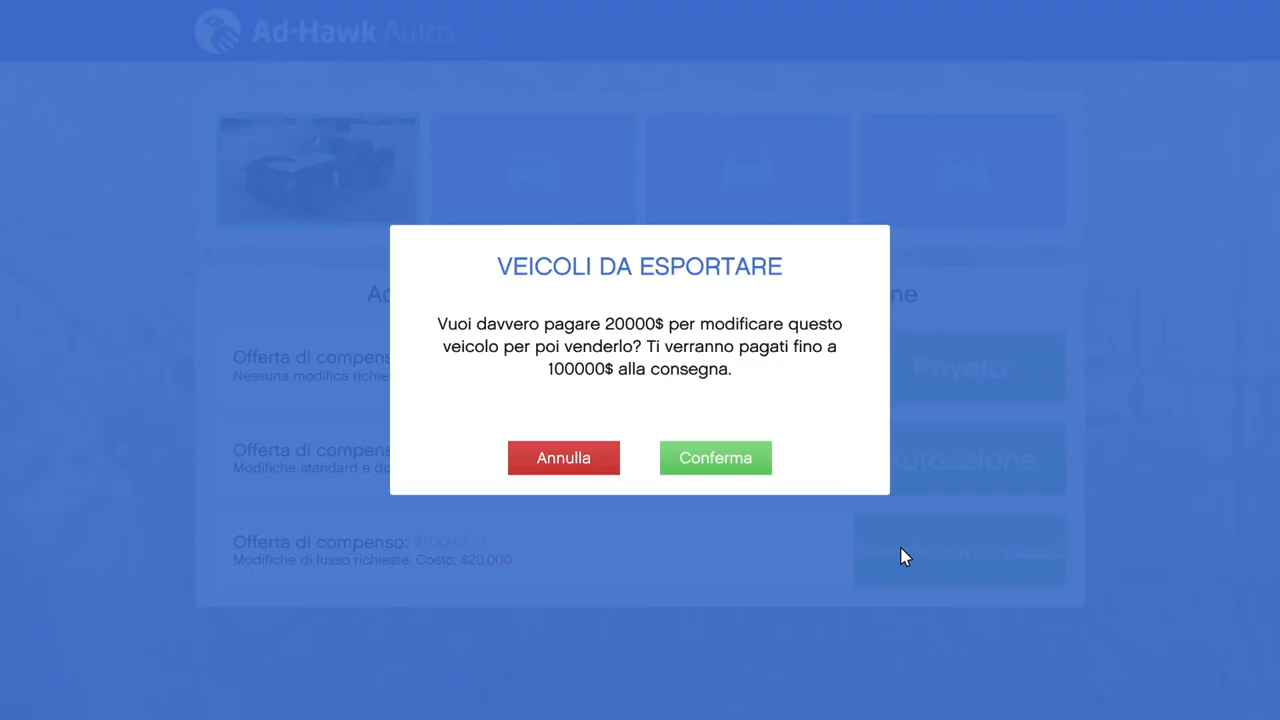 Ad-Hawk Autos
VEICOLI DA ESPORTARE
Vuoi davvero pagare 20000$ per modificare questo
veicolo per poi venderlo? Ti verranno pagati fino a
100000$ alla consegna.
Annulla
Conferma
Offerta di compens
Nessuna modifica richie
Privato
Offerta di compens
Modifiche standard e do
utosalone
Offerta di compenso: $100.000
Modifiche di lusso richieste. Costo: $20.000